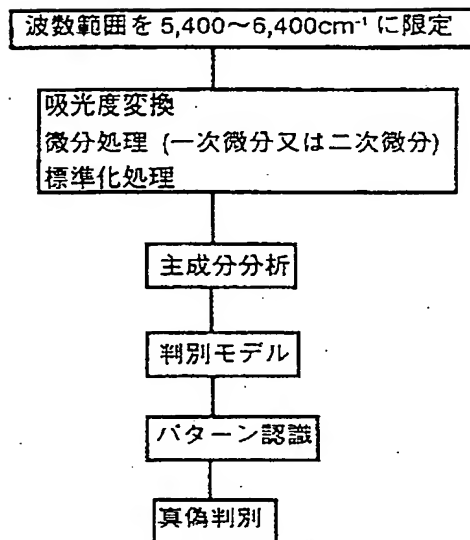 波数範囲を 5,400～6,400cm⁻¹ に限定
吸光度変換
微分処理 (一次微分又は二次微分)
標準化処理
主成分分析
判別モデル
パターン認識
真偽判別